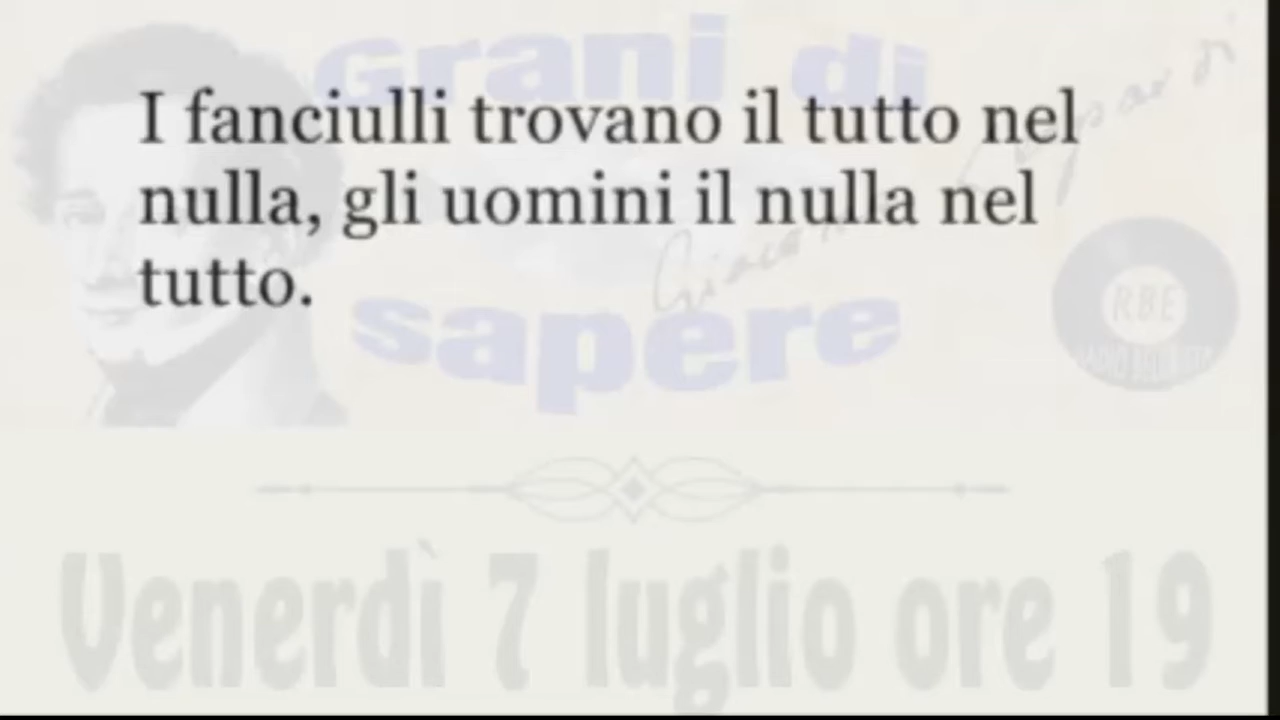 Grani di
I fanciulli trovano il tutto nel
nulla, gli uomini il nulla nel
tutto.
sapere
RBE
Venerdì 7 luglio ore 19